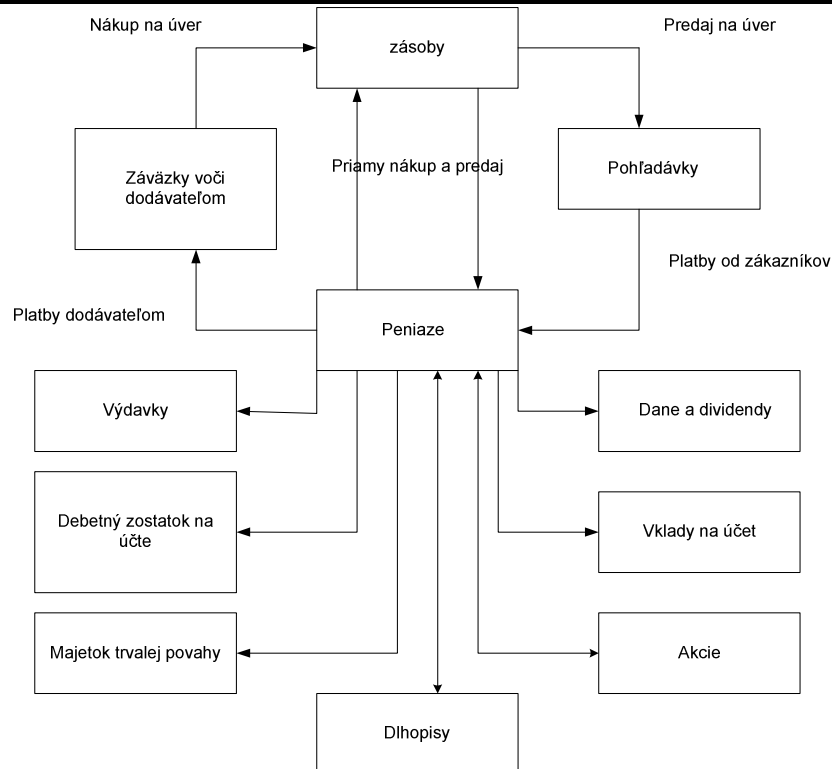 Nákup na úver
zásoby
Predaj na úver
Záväzky voči
dodávateľom
Priamy nákup a predaj
Pohľadávky
Platby od zákazníkov
Platby dodávateľom
Peniaze
Výdavky
Dane a dividendy
Debetný zostatok na
účte
Vklady na účet
Majetok trvalej povahy
Akcie
Dlhopisy